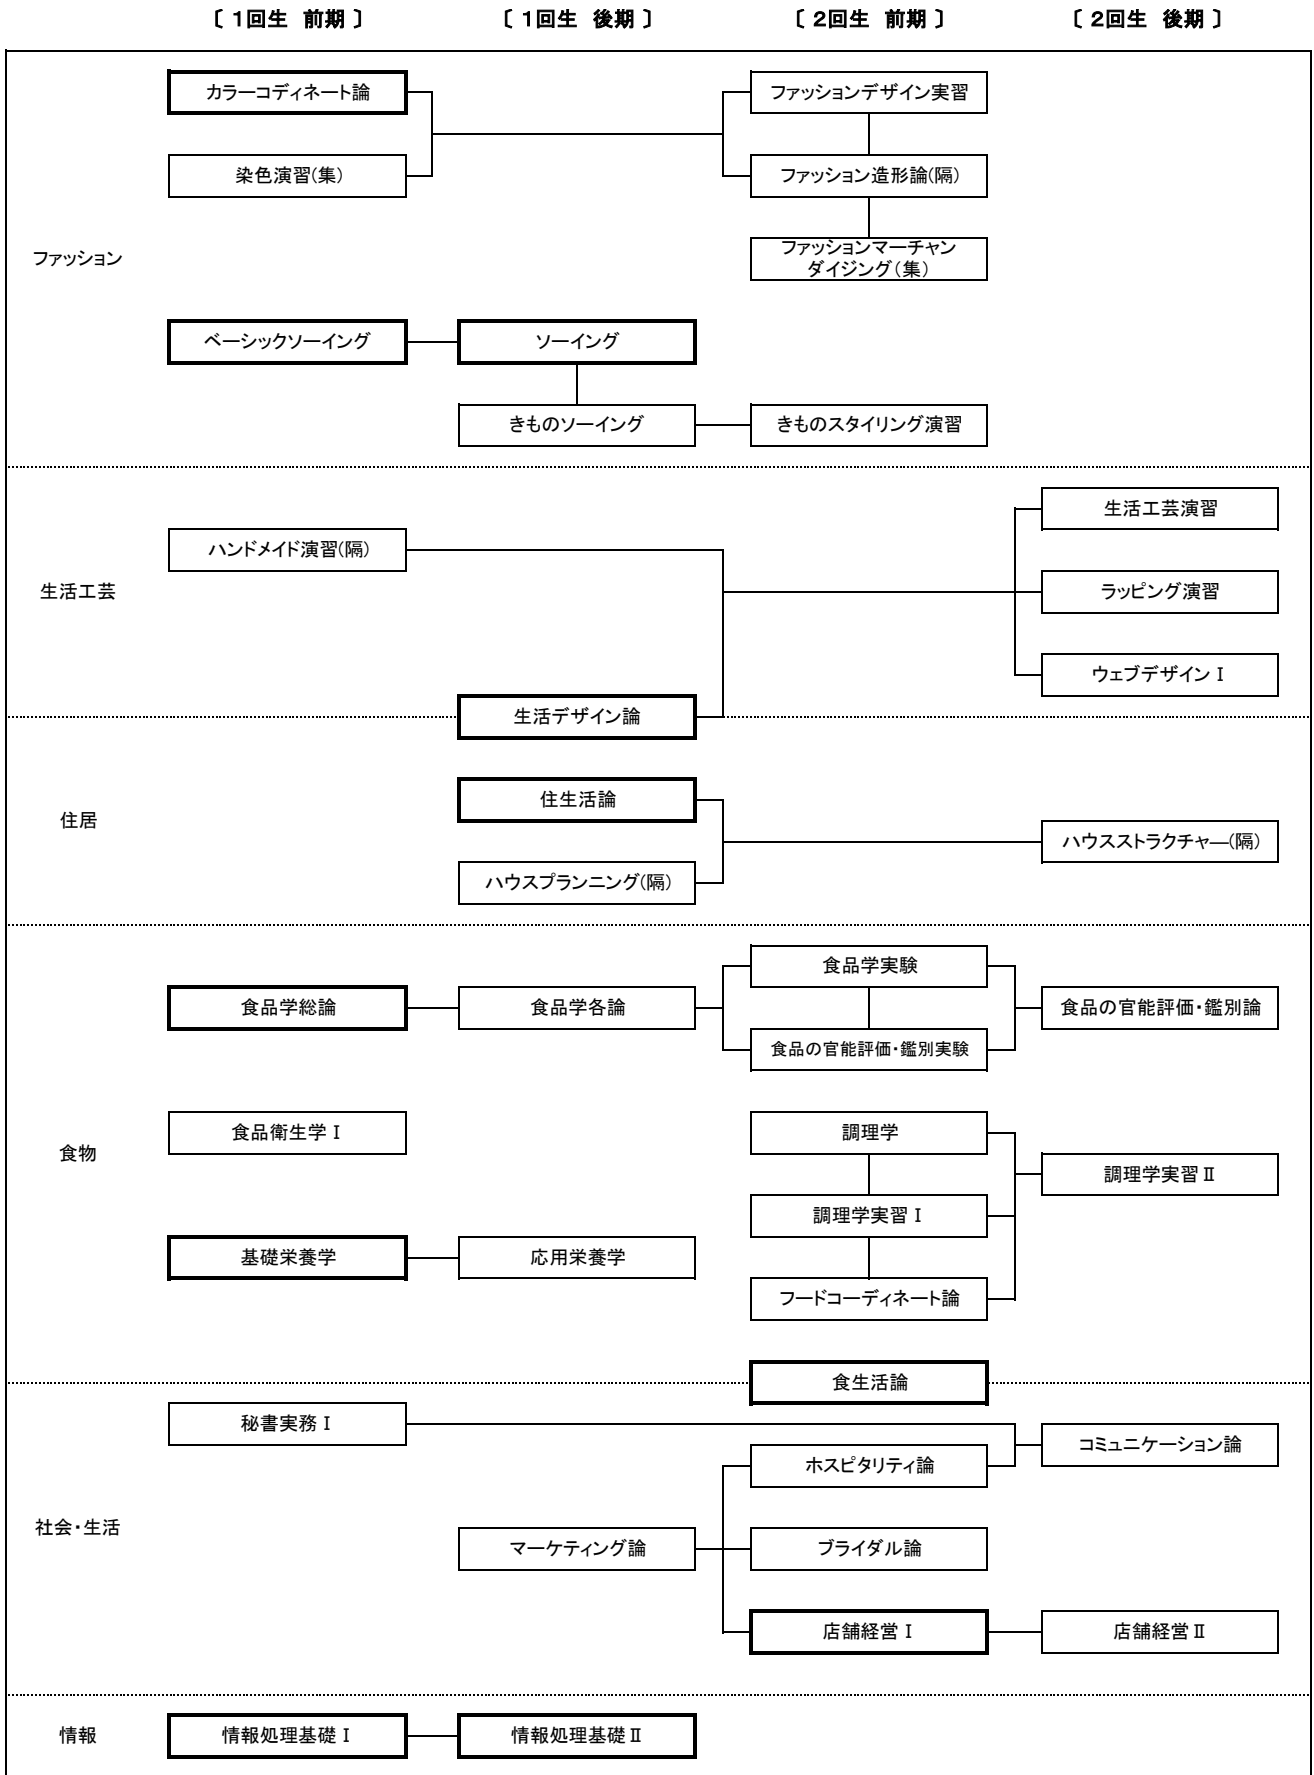 〔 1回生 前期 〕 〔 1回生 後期 〕 〔 2回生 前期 〕 〔 2回生 後期 〕
カラーコディネート論 ファッションデザイン実習
染色演習(集) ファッション造形論(隔)
ファッション
ファッションマーチャン
ダイジング(集)
ベーシックソーイング ソーイング
きものソーイング きものスタイリング演習
生活工芸演習
ハンドメイド演習(隔)
生活工芸 ラッピング演習
ウェブデザインⅠ
生活デザイン論
住生活論
住居 ハウスストラクチャ―(隔)
ハウスプランニング(隔)
食品学実験
食品学総論 食品学各論 食品の官能評価・鑑別論
食品の官能評価・鑑別実験
食品衛生学Ⅰ 調理学
食物
調理学実習Ⅱ
調理学実習Ⅰ
基礎栄養学 応用栄養学
フードコーディネート論
食生活論
秘書実務Ⅰ
コミュニケーション論
ホスピタリティ論
社会・生活
マーケティング論 ブライダル論
店舗経営Ⅰ 店舗経営Ⅱ
情報 情報処理基礎Ⅰ 情報処理基礎Ⅱ